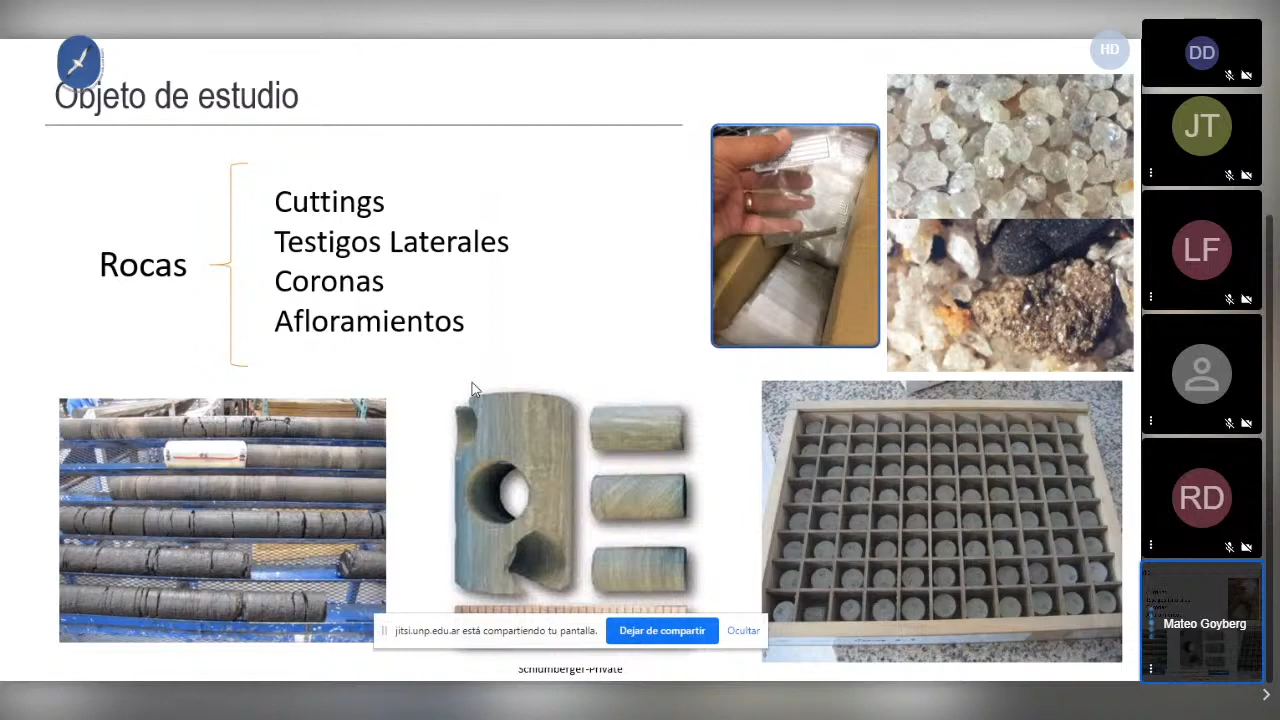 HD
Objeto de estudio
Rocas
Cuttings
Testigos Laterales
Coronas
Afloramientos
jitsi.unp.edu.ar está compartiendo tu pantalla.
Dejar de compartir
Ocultar
Schlumberger-Private
DD
JT
LF
RD
Mateo Goyberg